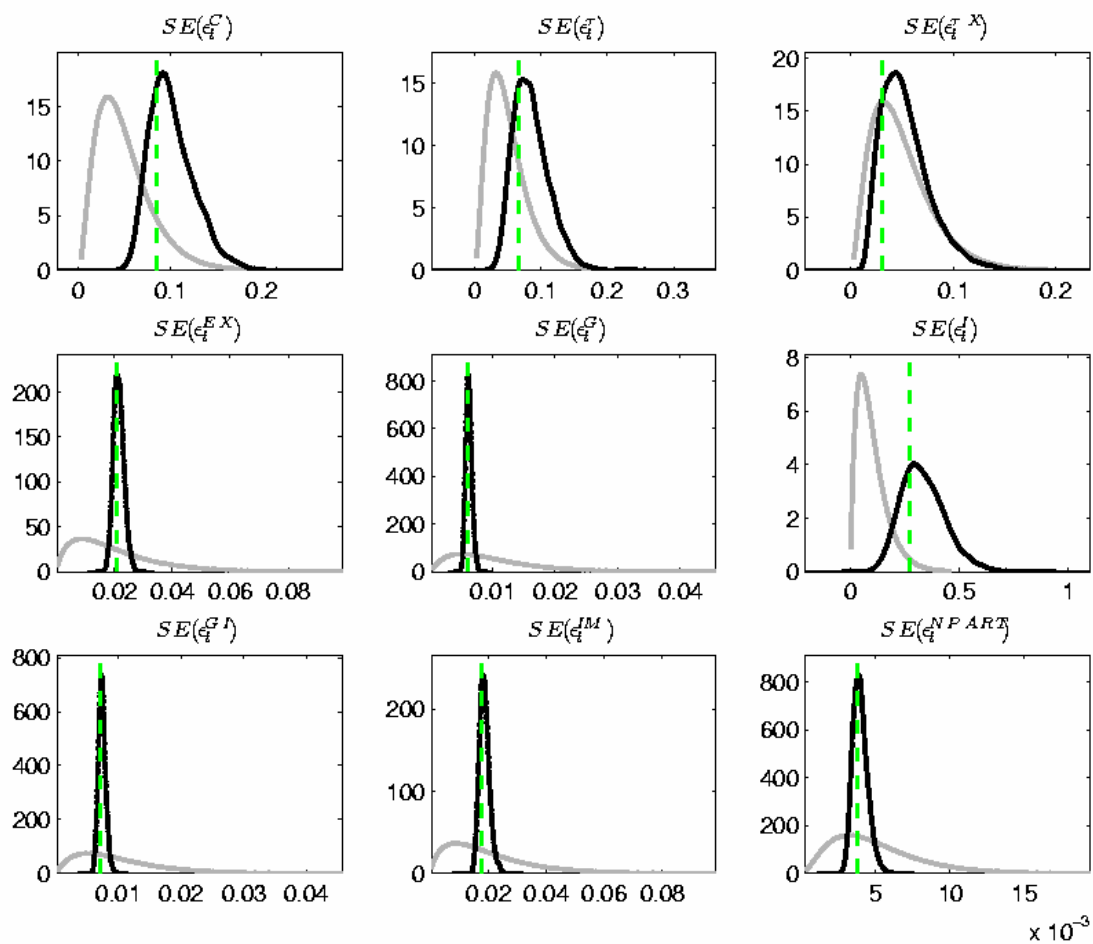 SE(ϵ_t^C) SE(ϵ_t^τ) SE(ϵ_t^{τX})
15 10 5 0
0 0.1 0.2
15 10 5 0
0 0.1 0.2 0.3
20 15 10 5 0
0 0.1 0.2
SE(ϵ_t^{EX}) SE(ϵ_t^G) SE(ϵ_t^I)
200 150 100 50 0
0.02 0.04 0.06 0.08
800 600 400 200 0
0.01 0.02 0.03 0.04
8 6 4 2 0
0 0.5 1
SE(ϵ_t^{GI}) SE(ϵ_t^{IM}) SE(ϵ_t^{NPART})
800 600 400 200 0
0.01 0.02 0.03 0.04
200 100 0
0.02 0.04 0.06 0.08
800 600 400 200 0
5 10 15
x 10⁻³